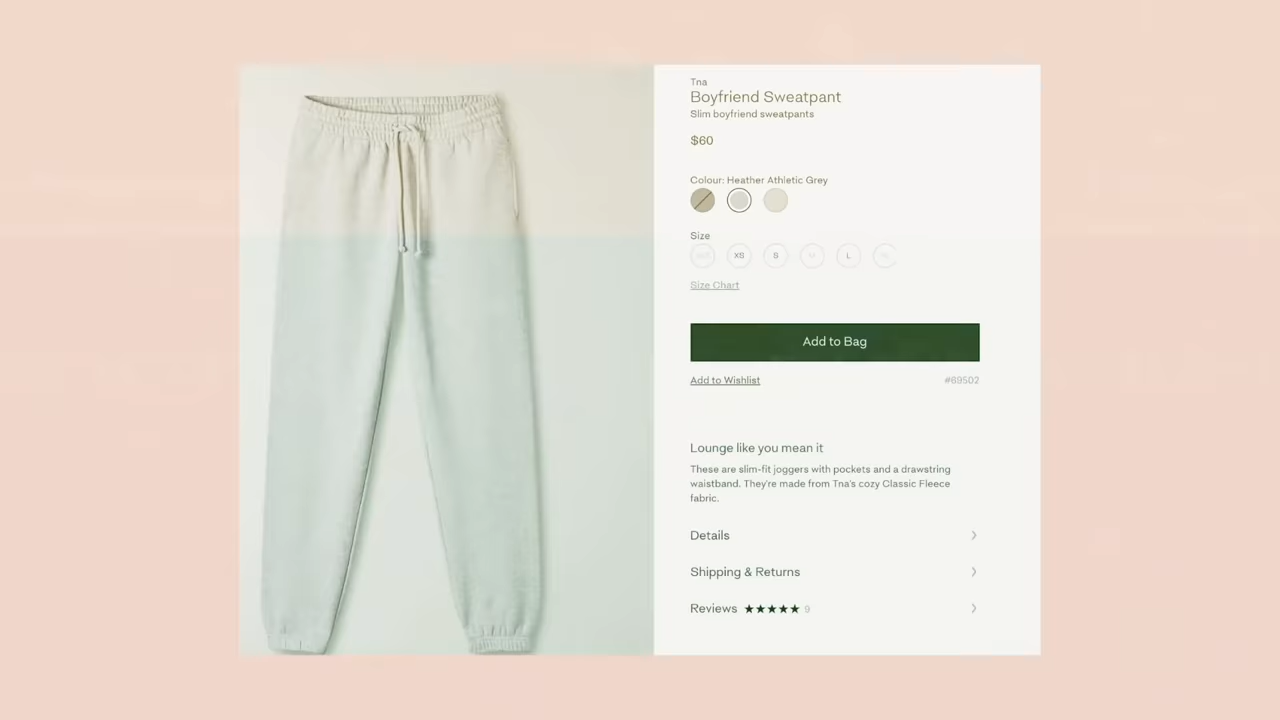 Tna
Boyfriend Sweatpant
Slim boyfriend sweatpants
$60
Colour: Heather Athletic Grey
Size
XS S L
Size Chart
Add to Bag
Add to Wishlist #69502
Lounge like you mean it
These are slim-fit joggers with pockets and a drawstring
waistband. They're made from Tna's cozy Classic Fleece
fabric.
Details
Shipping & Returns
Reviews ★★★★★ 9